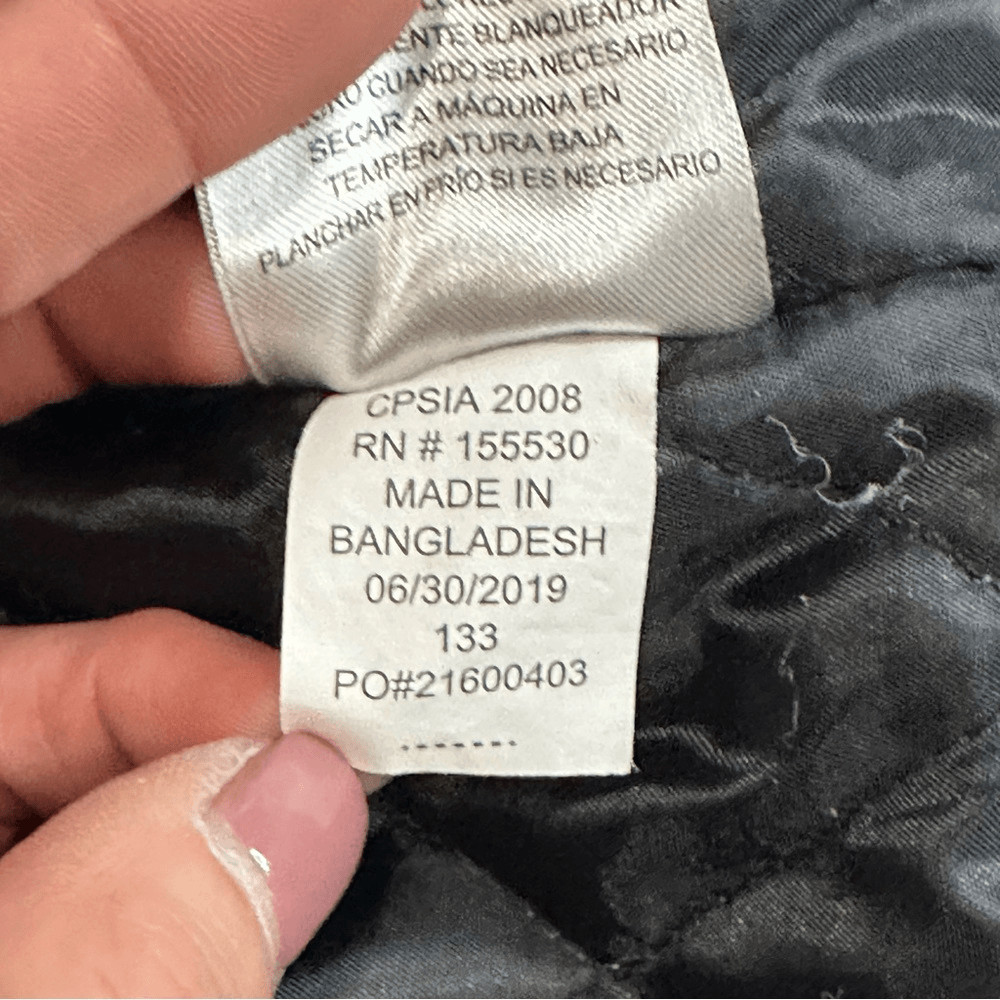 BLANQUEADOR
CUANDO SEA NECESARIO
SECAR A MÁQUINA EN
TEMPERATURA BAJA
PLANCHAR EN FRÍO SI ES NECESARIO
CPSIA 2008
RN # 155530
MADE IN
BANGLADESH
06/30/2019
133
PO#21600403
-------